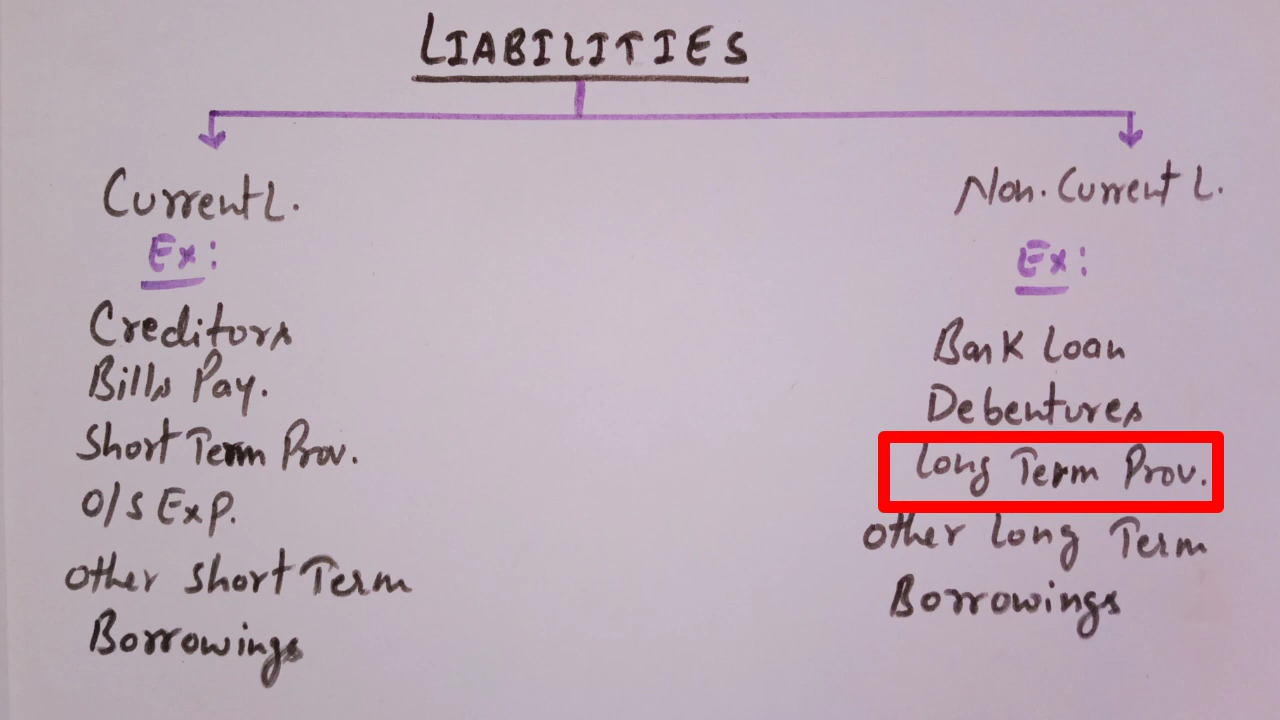 LIABILITIES
Current L.
Ex:
Creditors
Bills Pay.
Short Term Prov.
O/S Exp.
Other Short Term
Borrowings
Non. Current L.
Ex:
Bank Loan
Debentures
Long Term Prov.
Other Long Term
Borrowings